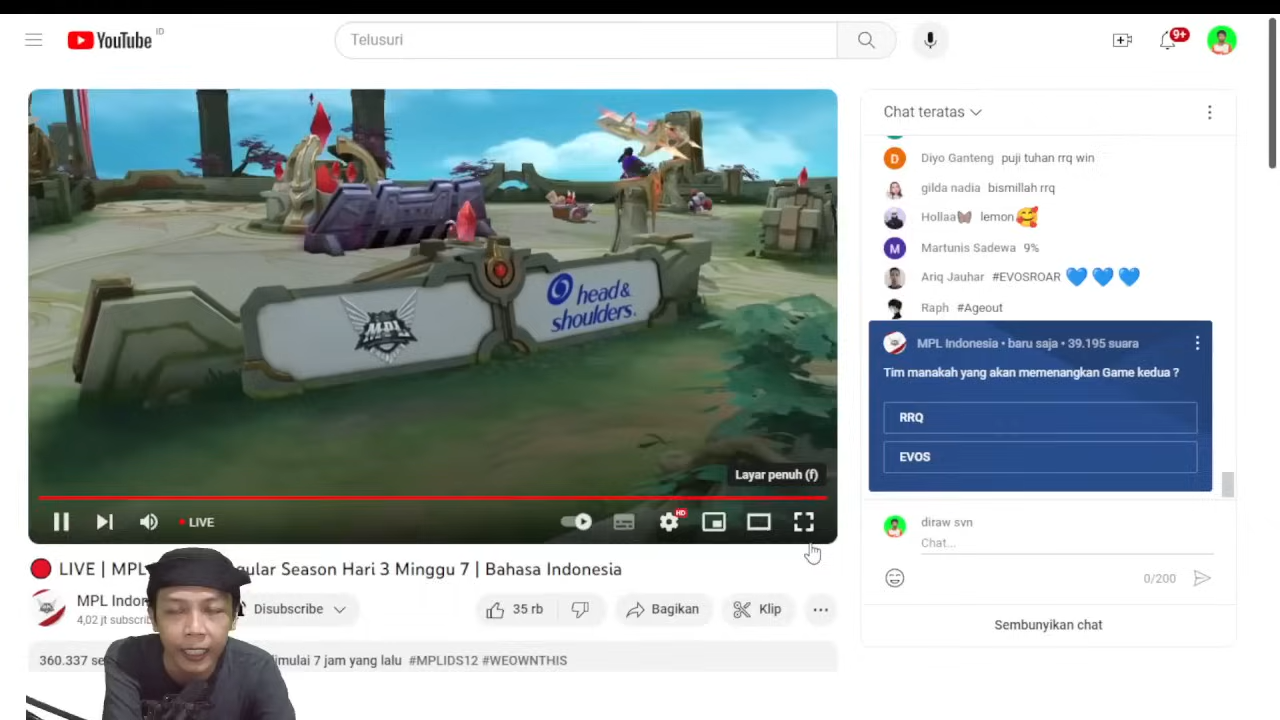 YouTube ID
Telusuri
9+
Chat teratas
D Diyo Ganteng puji tuhan rrq win
gilda nadia bismillah rrq
Hollaa🦋 lemon🥰
M Martunis Sadewa 9%
Ariq Jauhar #EVOSROAR 💙 💙 💙
Raph #Ageout
MPL Indonesia • baru saja • 39.195 suara
Tim manakah yang akan memenangkan Game kedua ?
RRQ
EVOS
MPL
head&
shoulders.
Layar penuh (f)
LIVE
HD
diraw svn
Chat...
0/200
Sembunyikan chat
🔴 LIVE | MPL gular Season Hari 3 Minggu 7 | Bahasa Indonesia
MPL Indon
4,02 jt subscrib
Disubscribe
35 rb
Bagikan
Klip
360.337 se imulai 7 jam yang lalu #MPLIDS12 #WEOWNTHIS